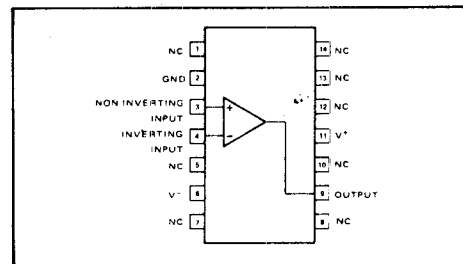 NC 1
GND 2
NON INVERTING INPUT 3 +
INVERTING INPUT 4 −
NC 5
V− 6
NC 7
14 NC
13 NC
12 NC
11 V+
10 NC
9 OUTPUT
8 NC